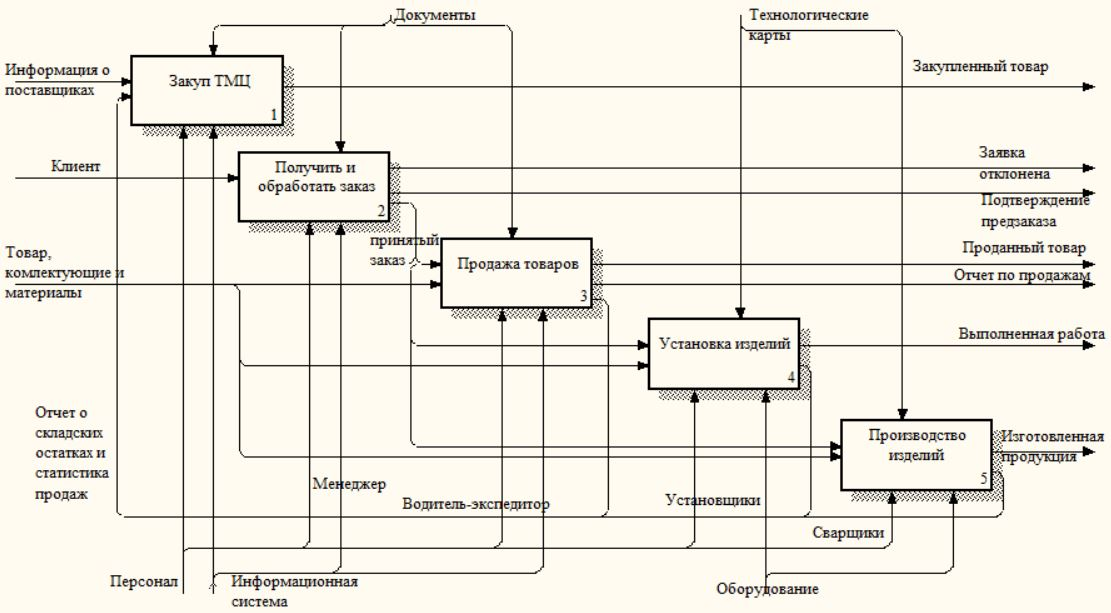 Документы
Технологические
карты
Информация о
поставщиках
Закуп ТМЦ
1
Закупленный товар
Клиент
Получить и
обработать заказ
2
Заявка
отклонена
Подтверждение
предзаказа
принятый
заказ
Товар,
комлектующие и
материалы
Продажа товаров
3
Проданный товар
Отчет по продажам
Установка изделий
4
Выполненная работа
Отчет о
складских
остатках и
статистика
продаж
Производство
изделий
5
Изготовленная
продукция
Менеджер
Водитель-экспедитор
Установщики
Сварщики
Персонал
Информационная
система
Оборудование